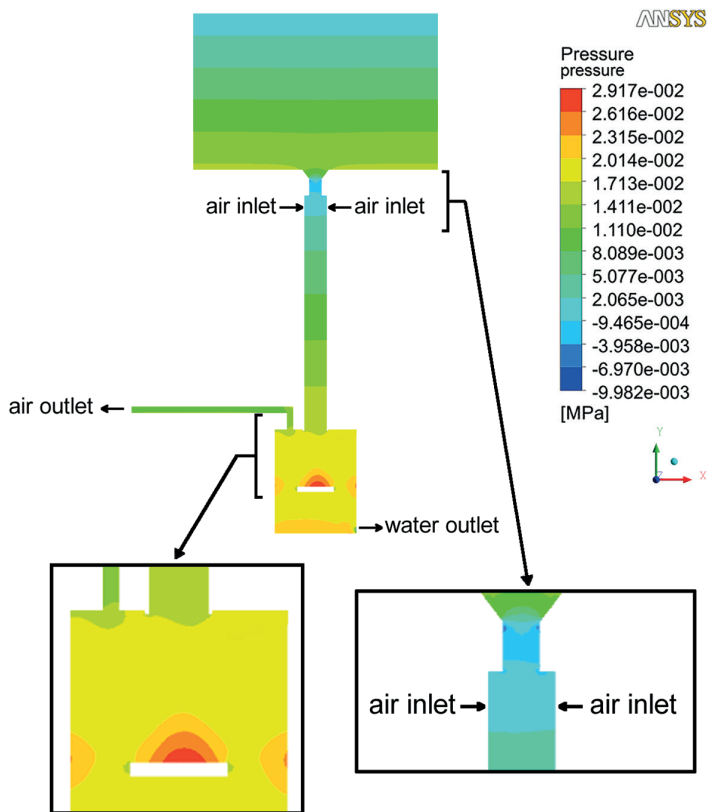 ANSYS
Pressure
pressure
2.917e-002
2.616e-002
2.315e-002
2.014e-002
1.713e-002
1.411e-002
1.110e-002
8.089e-003
5.077e-003
2.065e-003
-9.465e-004
-3.958e-003
-6.970e-003
-9.982e-003
[MPa]
air inlet air inlet
air outlet
Y
Z X
water outlet
air inlet air inlet